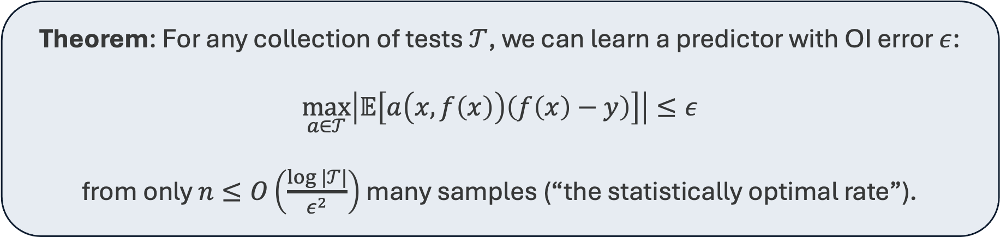 Theorem: For any collection of tests 𝒯, we can learn a predictor with OI error ϵ:
max_{a∈𝒯} |𝔼[a(x, f(x))(f(x) − y)]| ≤ ϵ
from only n ≤ O(log |𝒯| / ϵ²) many samples (“the statistically optimal rate”).